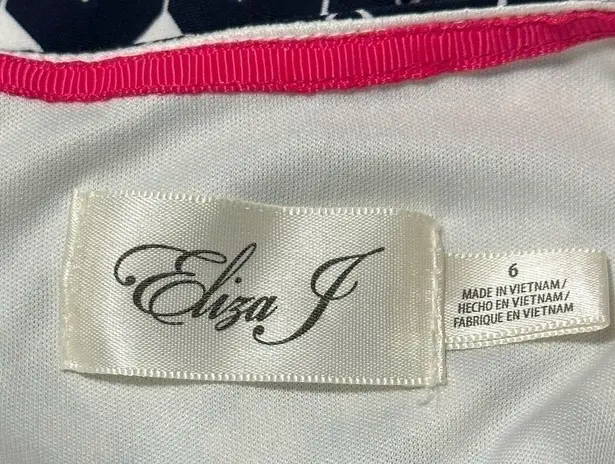 Eliza J
6
MADE IN VIETNAM/
HECHO EN VIETNAM/
FABRIQUE EN VIETNAM